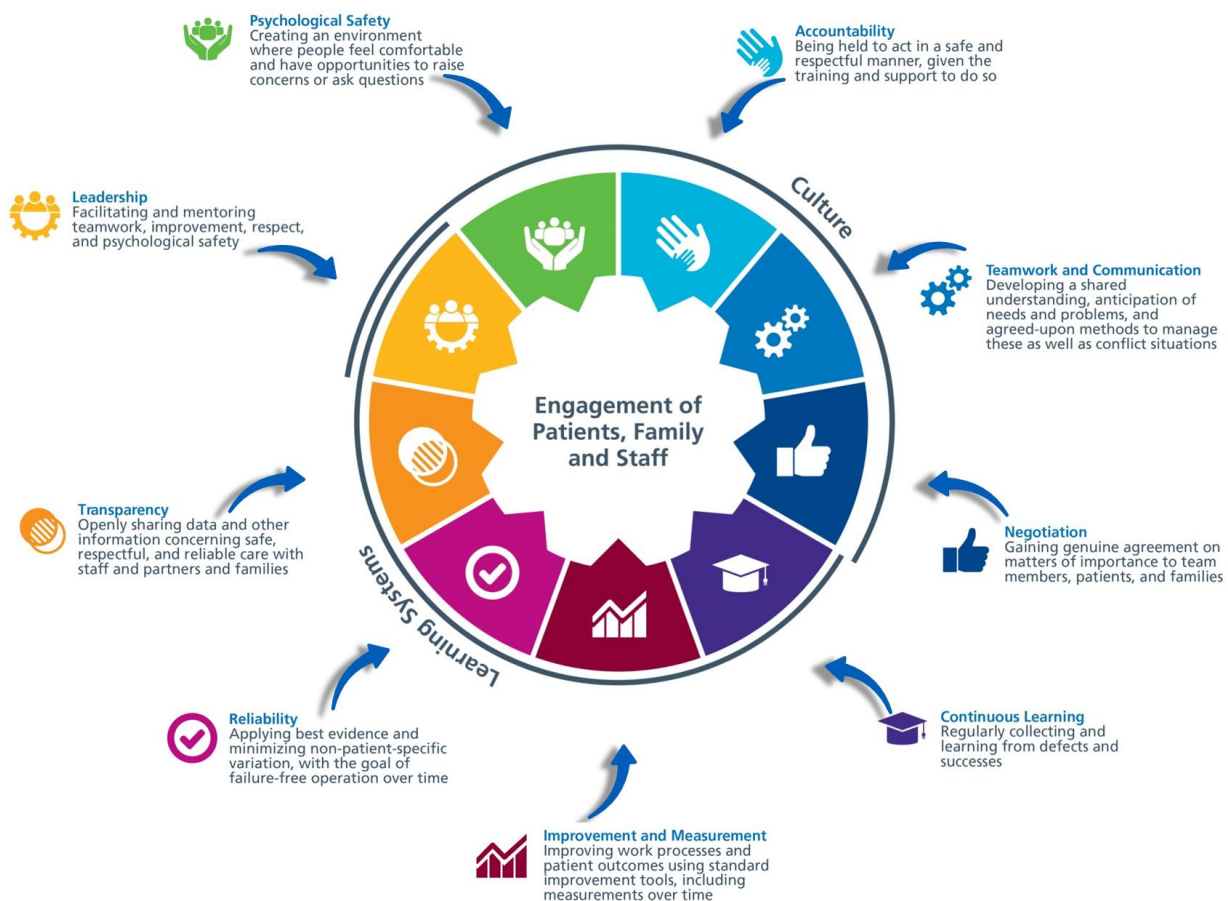 Psychological Safety
Creating an environment
where people feel comfortable
and have opportunities to raise
concerns or ask questions
Accountability
Being held to act in a safe and
respectful manner, given the
training and support to do so
Culture
Leadership
Facilitating and mentoring
teamwork, improvement, respect,
and psychological safety
Teamwork and Communication
Developing a shared
understanding, anticipation of
needs and problems, and
agreed-upon methods to manage
these as well as conflict situations
Engagement of
Patients, Family
and Staff
Transparency
Openly sharing data and other
information concerning safe,
respectful, and reliable care with
staff and partners and families
Negotiation
Gaining genuine agreement on
matters of importance to team
members, patients, and families
Learning Systems
Reliability
Applying best evidence and
minimizing non-patient-specific
variation, with the goal of
failure-free operation over time
Continuous Learning
Regularly collecting and
learning from defects and
successes
Improvement and Measurement
Improving work processes and
patient outcomes using standard
improvement tools, including
measurements over time